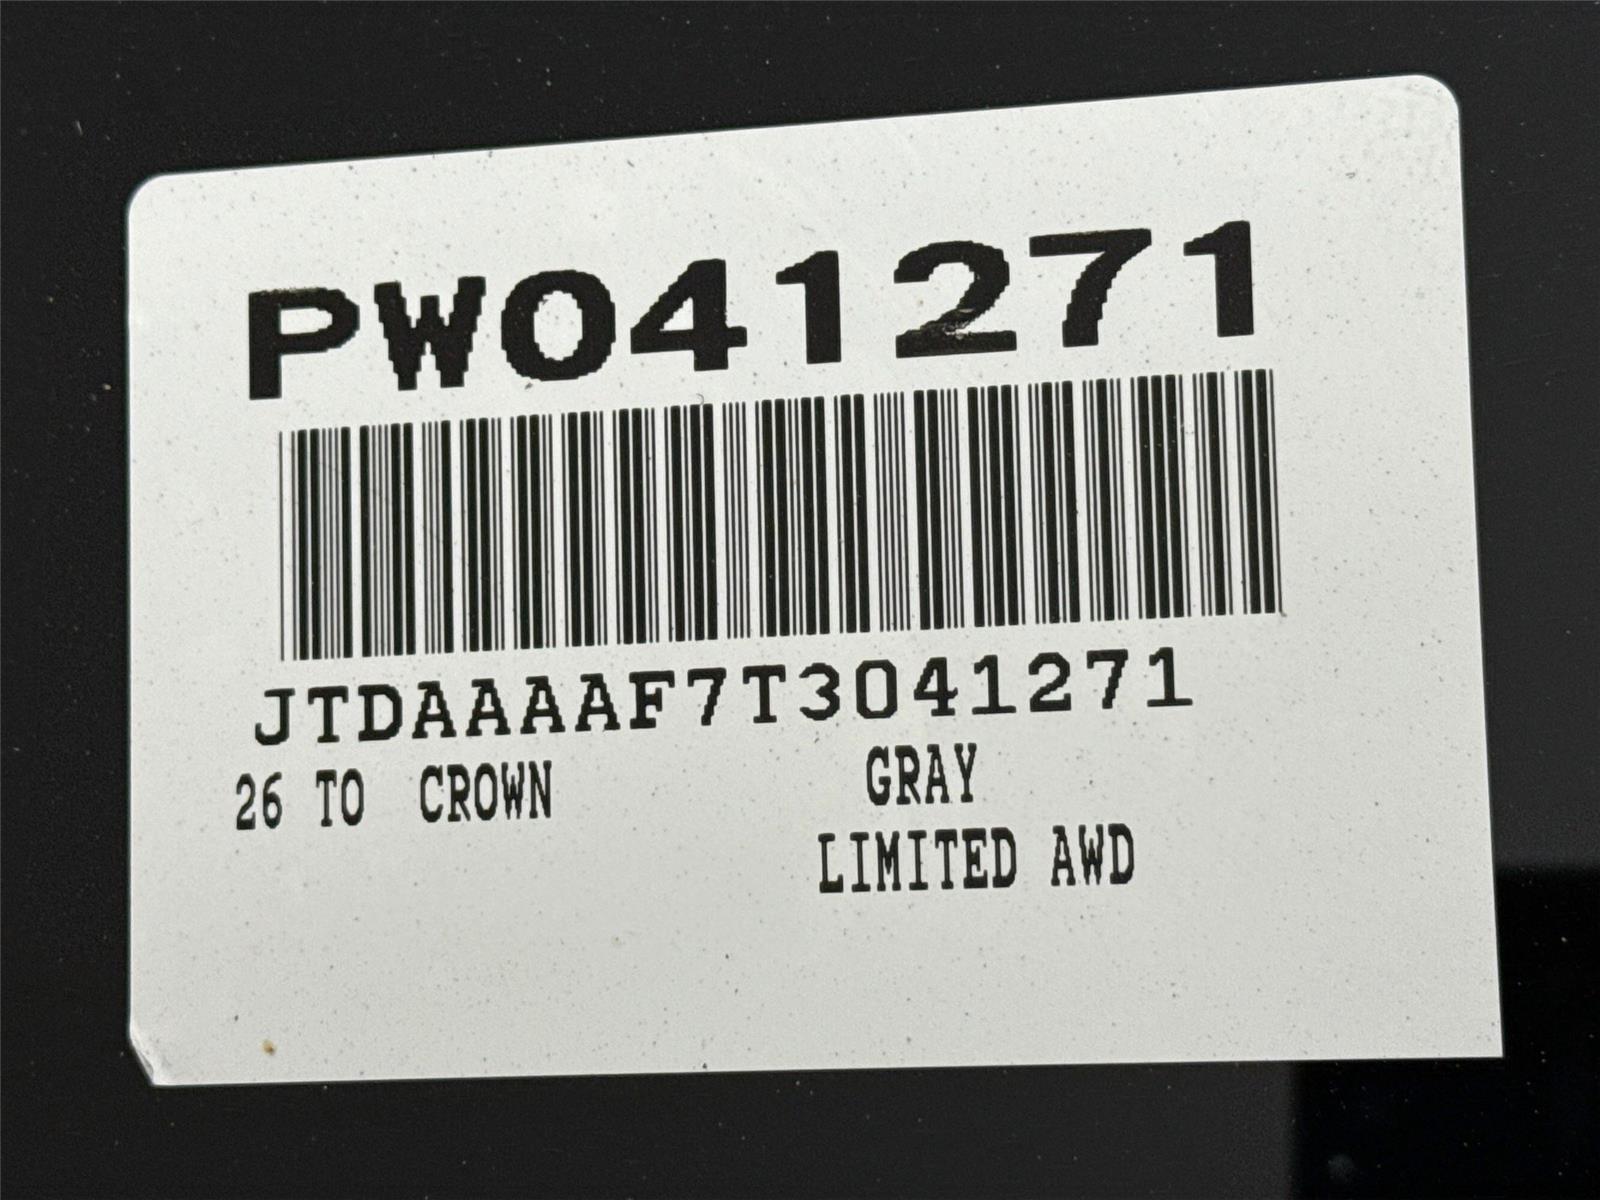 PW041271
JTDAAAAF7T3041271
26 TO CROWN GRAY
LIMITED AWD